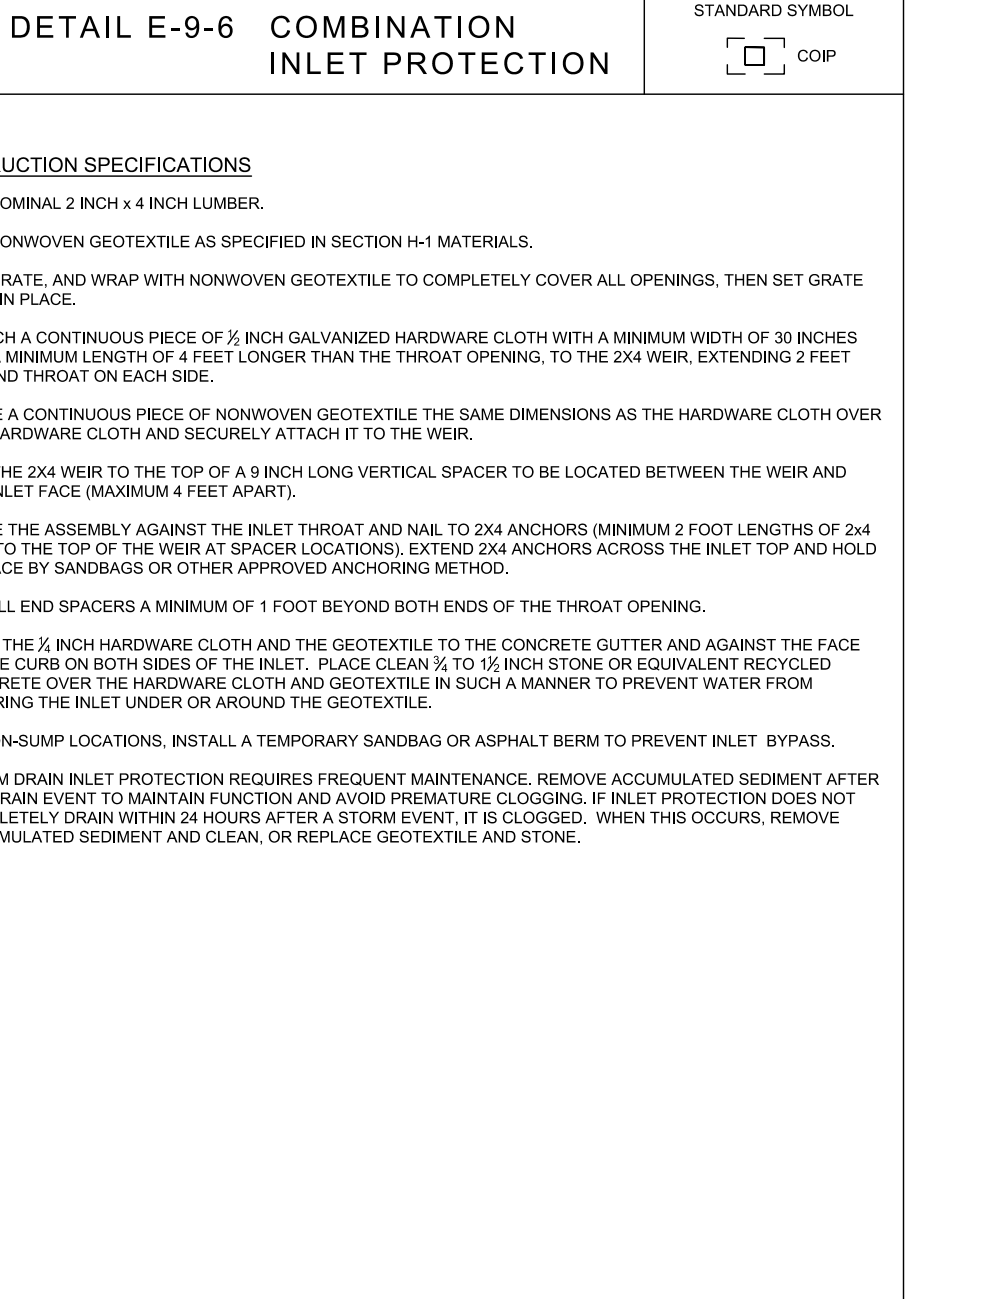 STANDARD SYMBOL
DETAIL E-9-6 COMBINATION
INLET PROTECTION
COIP
UCTION SPECIFICATIONS
OMINAL 2 INCH x 4 INCH LUMBER.
ONWOVEN GEOTEXTILE AS SPECIFIED IN SECTION H-1 MATERIALS.
RATE, AND WRAP WITH NONWOVEN GEOTEXTILE TO COMPLETELY COVER ALL OPENINGS, THEN SET GRATE
IN PLACE.
CH A CONTINUOUS PIECE OF ½ INCH GALVANIZED HARDWARE CLOTH WITH A MINIMUM WIDTH OF 30 INCHES
A MINIMUM LENGTH OF 4 FEET LONGER THAN THE THROAT OPENING, TO THE 2X4 WEIR, EXTENDING 2 FEET
ND THROAT ON EACH SIDE.
E A CONTINUOUS PIECE OF NONWOVEN GEOTEXTILE THE SAME DIMENSIONS AS THE HARDWARE CLOTH OVER
ARDWARE CLOTH AND SECURELY ATTACH IT TO THE WEIR.
THE 2X4 WEIR TO THE TOP OF A 9 INCH LONG VERTICAL SPACER TO BE LOCATED BETWEEN THE WEIR AND
NLET FACE (MAXIMUM 4 FEET APART).
E THE ASSEMBLY AGAINST THE INLET THROAT AND NAIL TO 2X4 ANCHORS (MINIMUM 2 FOOT LENGTHS OF 2x4
TO THE TOP OF THE WEIR AT SPACER LOCATIONS). EXTEND 2X4 ANCHORS ACROSS THE INLET TOP AND HOLD
ACE BY SANDBAGS OR OTHER APPROVED ANCHORING METHOD.
LL END SPACERS A MINIMUM OF 1 FOOT BEYOND BOTH ENDS OF THE THROAT OPENING.
THE ¼ INCH HARDWARE CLOTH AND THE GEOTEXTILE TO THE CONCRETE GUTTER AND AGAINST THE FACE
E CURB ON BOTH SIDES OF THE INLET. PLACE CLEAN ¾ TO 1½ INCH STONE OR EQUIVALENT RECYCLED
RETE OVER THE HARDWARE CLOTH AND GEOTEXTILE IN SUCH A MANNER TO PREVENT WATER FROM
RING THE INLET UNDER OR AROUND THE GEOTEXTILE.
ON-SUMP LOCATIONS, INSTALL A TEMPORARY SANDBAG OR ASPHALT BERM TO PREVENT INLET BYPASS.
M DRAIN INLET PROTECTION REQUIRES FREQUENT MAINTENANCE. REMOVE ACCUMULATED SEDIMENT AFTER
RAIN EVENT TO MAINTAIN FUNCTION AND AVOID PREMATURE CLOGGING. IF INLET PROTECTION DOES NOT
PLETELY DRAIN WITHIN 24 HOURS AFTER A STORM EVENT, IT IS CLOGGED. WHEN THIS OCCURS, REMOVE
MULATED SEDIMENT AND CLEAN, OR REPLACE GEOTEXTILE AND STONE.